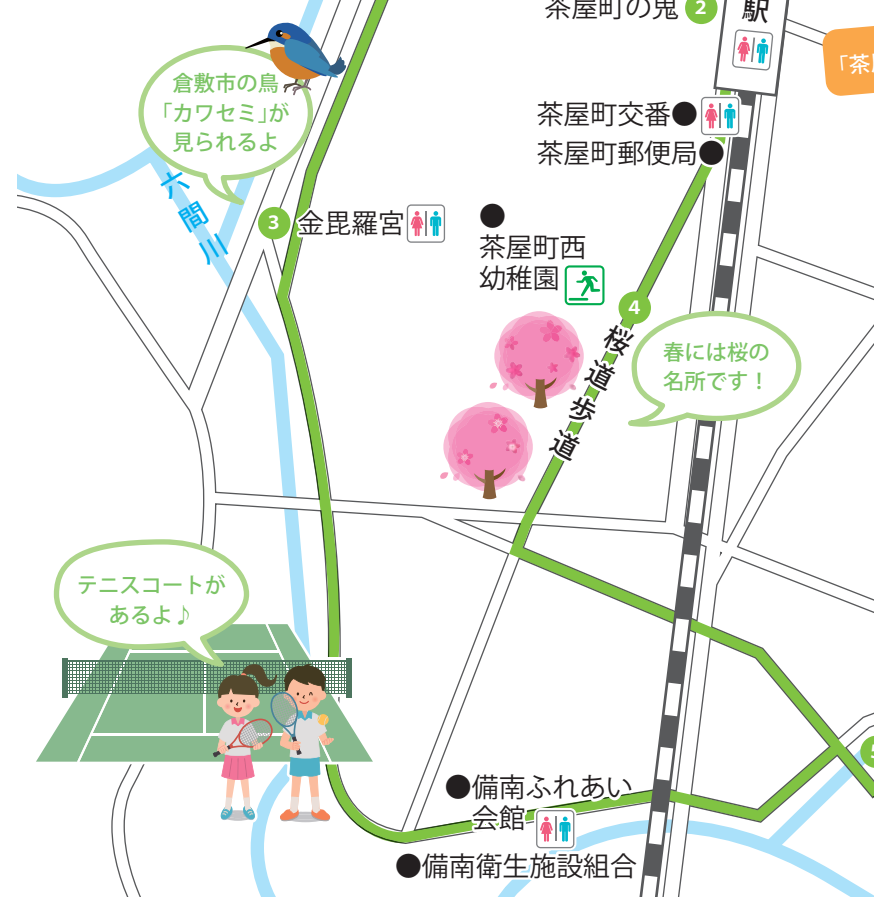 茶屋町の鬼 2
駅
「茶
倉敷市の鳥
「カワセミ」が
見られるよ
茶屋町交番
茶屋町郵便局
六間川
3 金毘羅宮
茶屋町西
幼稚園
4
桜道歩道
春には桜の
名所です！
テニスコートが
あるよ♪
5
備南ふれあい
会館
備南衛生施設組合